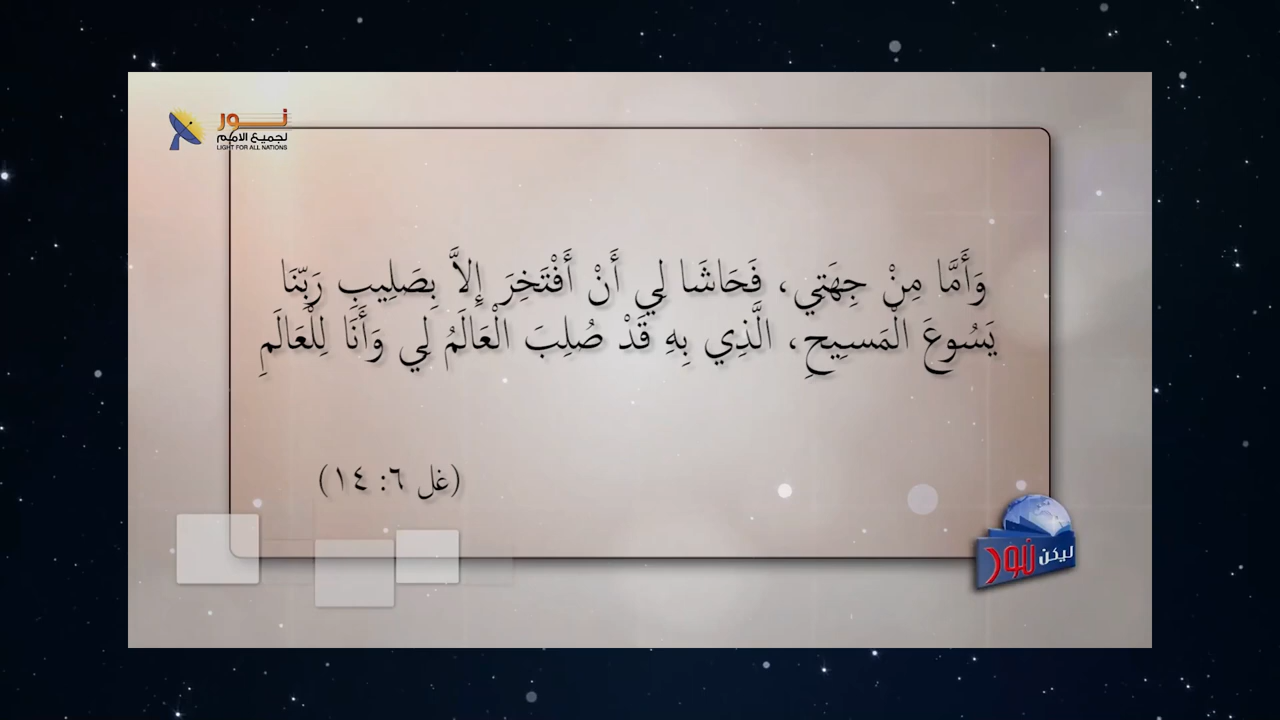 نور
لجميع الامم
LIGHT FOR ALL NATIONS
وَأَمَّا مِنْ جِهَتِي، فَحَاشَا لِي أَنْ أَفْتَخِرَ إِلاَّ بِصَلِيبِ رَبِّنَا
يَسُوعَ الْمَسِيحِ، الَّذِي بِهِ قَدْ صُلِبَ الْعَالَمُ لِي وَأَنَا لِلْعَالَمِ
(غل ٦: ١٤)
ليكن نور